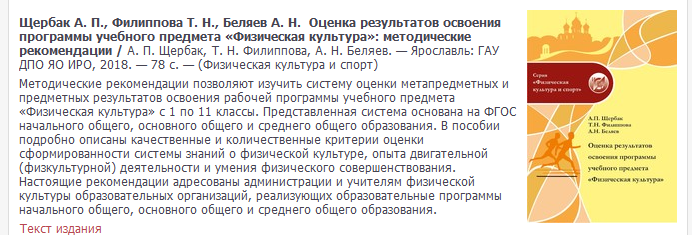 Щербак А. П., Филиппова Т. Н., Беляев А. Н.  Оценка результатов освоения
программы учебного предмета «Физическая культура»: методические
рекомендации / А. П. Щербак, Т. Н. Филиппова, А. Н. Беляев. — Ярославль: ГАУ
ДПО ЯО ИРО, 2018. — 78 с. — (Физическая культура и спорт)
Методические рекомендации позволяют изучить систему оценки метапредметных и
предметных результатов освоения рабочей программы учебного предмета
«Физическая культура» с 1 по 11 классы. Представленная система основана на ФГОС
начального общего, основного общего и среднего общего образования. В пособии
подробно описаны качественные и количественные критерии оценки
сформированности системы знаний о физической культуре, опыта двигательной
(физкультурной) деятельности и умения физического совершенствования.
Настоящие рекомендации адресованы администрации и учителям физической
культуры образовательных организаций, реализующих образовательные программы
начального общего, основного общего и среднего общего образования.
Текст издания
Серия
«Физическая
культура и спорт»
А.П. Щербак
Т.Н. Филиппова
А.Н. Беляев
Оценка результатов
освоения программы
учебного предмета
«Физическая культура»